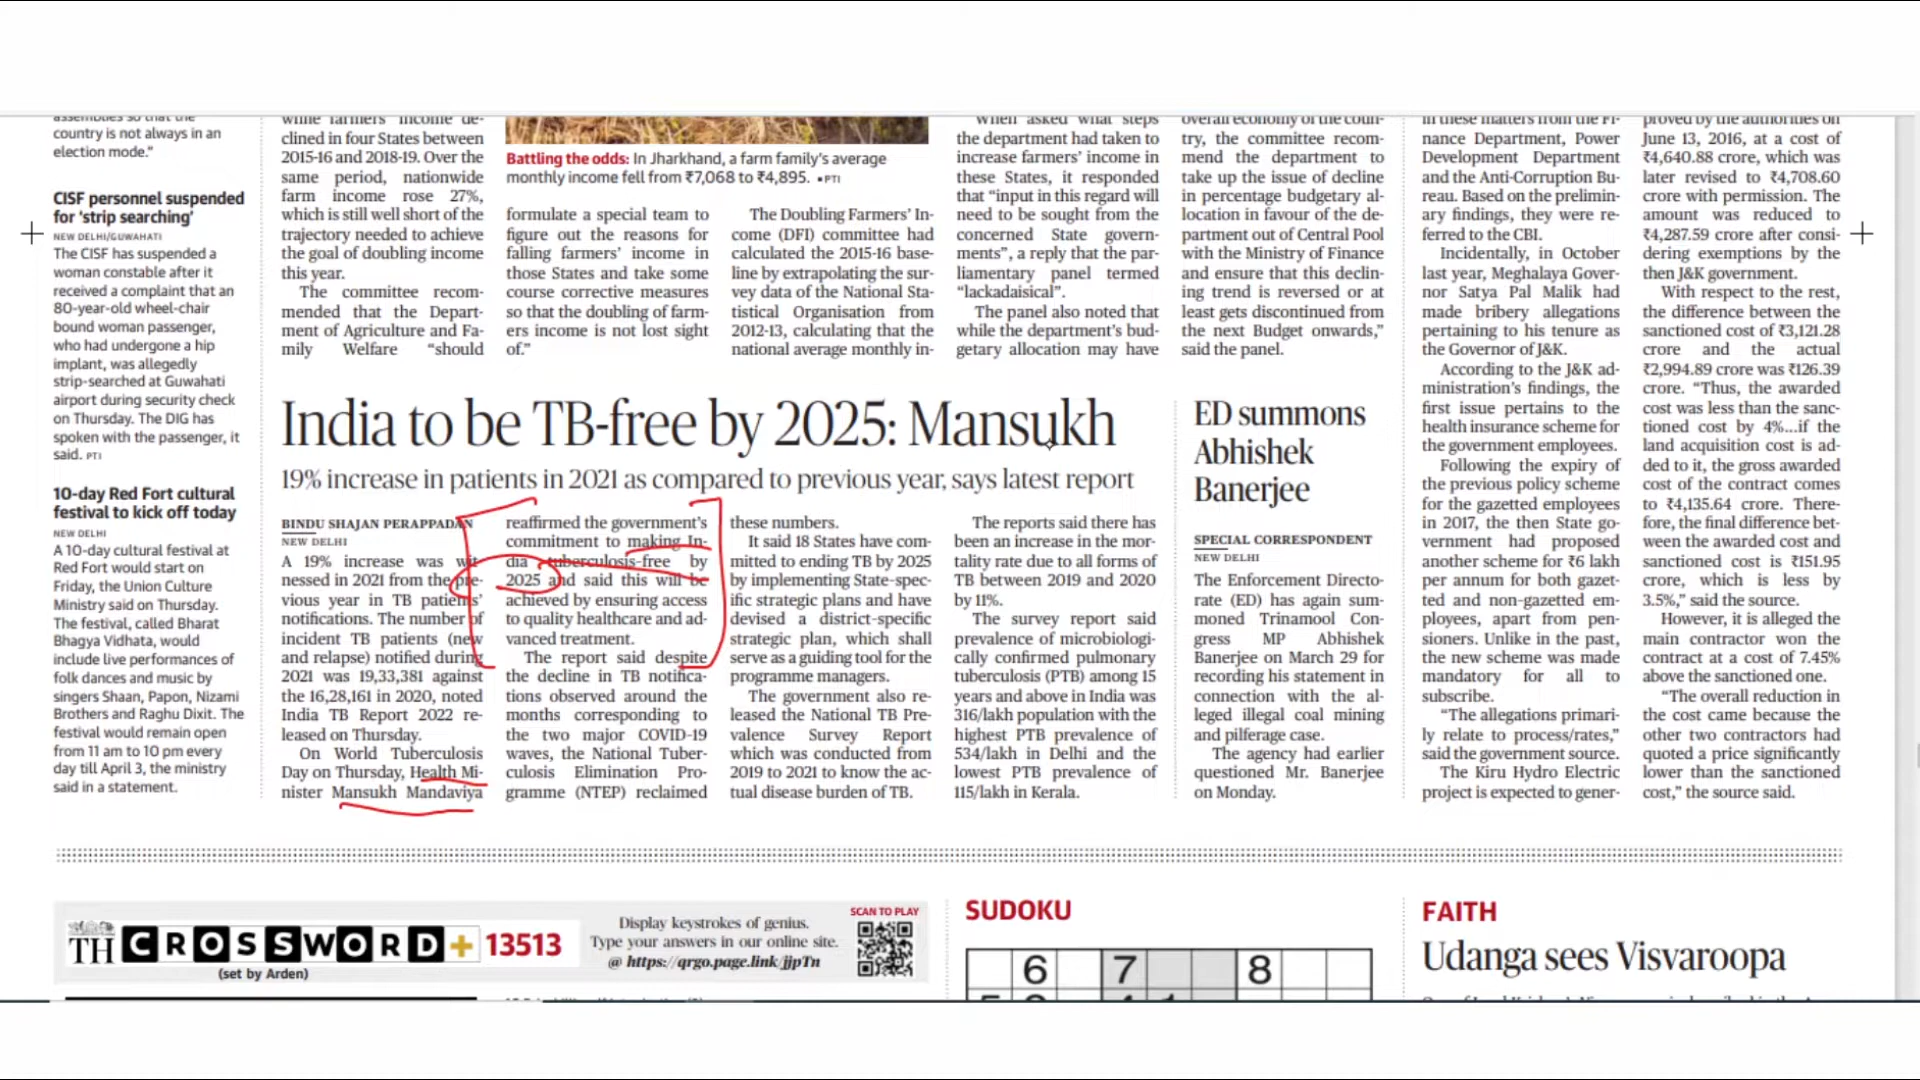 assemblies so that the
country is not always in an
election mode."
CISF personnel suspended
for 'strip searching'
NEW DELHI/GUWAHATI
The CISF has suspended a
woman constable after it
received a complaint that an
80-year-old wheel-chair
bound woman passenger,
who had undergone a hip
implant, was allegedly
strip-searched at Guwahati
airport during security check
on Thursday. The DIG has
spoken with the passenger, it
said. PTI
10-day Red Fort cultural
festival to kick off today
NEW DELHI
A 10-day cultural festival at
Red Fort would start on
Friday, the Union Culture
Ministry said on Thursday.
The festival, called Bharat
Bhagya Vidhata, would
include live performances of
folk dances and music by
singers Shaan, Papon, Nizami
Brothers and Raghu Dixit. The
festival would remain open
from 11 am to 10 pm every
day till April 3, the ministry
said in a statement.
while farmers' income de-
clined in four States between
2015-16 and 2018-19. Over the
same period, nationwide
farm income rose 27%,
which is still well short of the
trajectory needed to achieve
the goal of doubling income
this year.
The committee recom-
mended that the Depart-
ment of Agriculture and Fa-
mily Welfare "should
Battling the odds: In Jharkhand, a farm family's average
monthly income fell from ₹7,068 to ₹4,895. • PTI
formulate a special team to
figure out the reasons for
falling farmers' income in
those States and take some
course corrective measures
so that the doubling of farm-
ers income is not lost sight
of."
The Doubling Farmers' In-
come (DFI) committee had
calculated the 2015-16 base-
line by extrapolating the sur-
vey data of the National Sta-
tistical Organisation from
2012-13, calculating that the
national average monthly in-
When asked what steps
the department had taken to
increase farmers' income in
these States, it responded
that "input in this regard will
need to be sought from the
concerned State govern-
ments", a reply that the par-
liamentary panel termed
"lackadaisical".
The panel also noted that
while the department's bud-
getary allocation may have
overall economy of the coun-
try, the committee recom-
mend the department to
take up the issue of decline
in percentage budgetary al-
location in favour of the de-
partment out of Central Pool
with the Ministry of Finance
and ensure that this declin-
ing trend is reversed or at
least gets discontinued from
the next Budget onwards,"
said the panel.
India to be TB-free by 2025: Mansukh
19% increase in patients in 2021 as compared to previous year, says latest report
BINDU SHAJAN PERAPPADAN
NEW DELHI
A 19% increase was wit-
nessed in 2021 from the pre-
vious year in TB patients'
notifications. The number of
incident TB patients (new
and relapse) notified during
2021 was 19,33,381 against
the 16,28,161 in 2020, noted
India TB Report 2022 re-
leased on Thursday.
On World Tuberculosis
Day on Thursday, Health Mi-
nister Mansukh Mandaviya
reaffirmed the government's
commitment to making In-
dia tuberculosis-free by
2025 and said this will be
achieved by ensuring access
to quality healthcare and ad-
vanced treatment.
The report said despite
the decline in TB notifica-
tions observed around the
months corresponding to
the two major COVID-19
waves, the National Tuber-
culosis Elimination Pro-
gramme (NTEP) reclaimed
these numbers.
It said 18 States have com-
mitted to ending TB by 2025
by implementing State-spec-
ific strategic plans and have
devised a district-specific
strategic plan, which shall
serve as a guiding tool for the
programme managers.
The government also re-
leased the National TB Pre-
valence Survey Report
which was conducted from
2019 to 2021 to know the ac-
tual disease burden of TB.
The reports said there has
been an increase in the mor-
tality rate due to all forms of
TB between 2019 and 2020
by 11%.
The survey report said
prevalence of microbiologi-
cally confirmed pulmonary
tuberculosis (PTB) among 15
years and above in India was
316/lakh population with the
highest PTB prevalence of
534/lakh in Delhi and the
lowest PTB prevalence of
115/lakh in Kerala.
ED summons
Abhishek
Banerjee
SPECIAL CORRESPONDENT
NEW DELHI
The Enforcement Directo-
rate (ED) has again sum-
moned Trinamool Con-
gress MP Abhishek
Banerjee on March 29 for
recording his statement in
connection with the al-
leged illegal coal mining
and pilferage case.
The agency had earlier
questioned Mr. Banerjee
on Monday.
in these matters from the Fi-
nance Department, Power
Development Department
and the Anti-Corruption Bu-
reau. Based on the prelimin-
ary findings, they were re-
ferred to the CBI.
Incidentally, in October
last year, Meghalaya Gover-
nor Satya Pal Malik had
made bribery allegations
pertaining to his tenure as
the Governor of J&K.
According to the J&K ad-
ministration's findings, the
first issue pertains to the
health insurance scheme for
the government employees.
Following the expiry of
the previous policy scheme
for the gazetted employees
in 2017, the then State go-
vernment had proposed
another scheme for ₹6 lakh
per annum for both gazet-
ted and non-gazetted em-
ployees, apart from pen-
sioners. Unlike in the past,
the new scheme was made
mandatory for all to
subscribe.
"The allegations primari-
ly relate to process/rates,"
said the government source.
The Kiru Hydro Electric
project is expected to gener-
proved by the authorities on
June 13, 2016, at a cost of
₹4,640.88 crore, which was
later revised to ₹4,708.60
crore with permission. The
amount was reduced to
₹4,287.59 crore after consi-
dering exemptions by the
then J&K government.
With respect to the rest,
the difference between the
sanctioned cost of ₹3,121.28
crore and the actual
₹2,994.89 crore was ₹126.39
crore. "Thus, the awarded
cost was less than the sanc-
tioned cost by 4%...if the
land acquisition cost is ad-
ded to it, the gross awarded
cost of the contract comes
to ₹4,135.64 crore. There-
fore, the final difference bet-
ween the awarded cost and
sanctioned cost is ₹151.95
crore, which is less by
3.5%," said the source.
However, it is alleged the
main contractor won the
contract at a cost of 7.45%
above the sanctioned one.
"The overall reduction in
the cost came because the
other two contractors had
quoted a price significantly
lower than the sanctioned
cost," the source said.
TH CROSSWORD+ 13513
(set by Arden)
Display keystrokes of genius.
Type your answers in our online site.
@ https://qrgo.page.link/jjpTn
SCAN TO PLAY
SUDOKU
6 7 8
FAITH
Udanga sees Visvaroopa